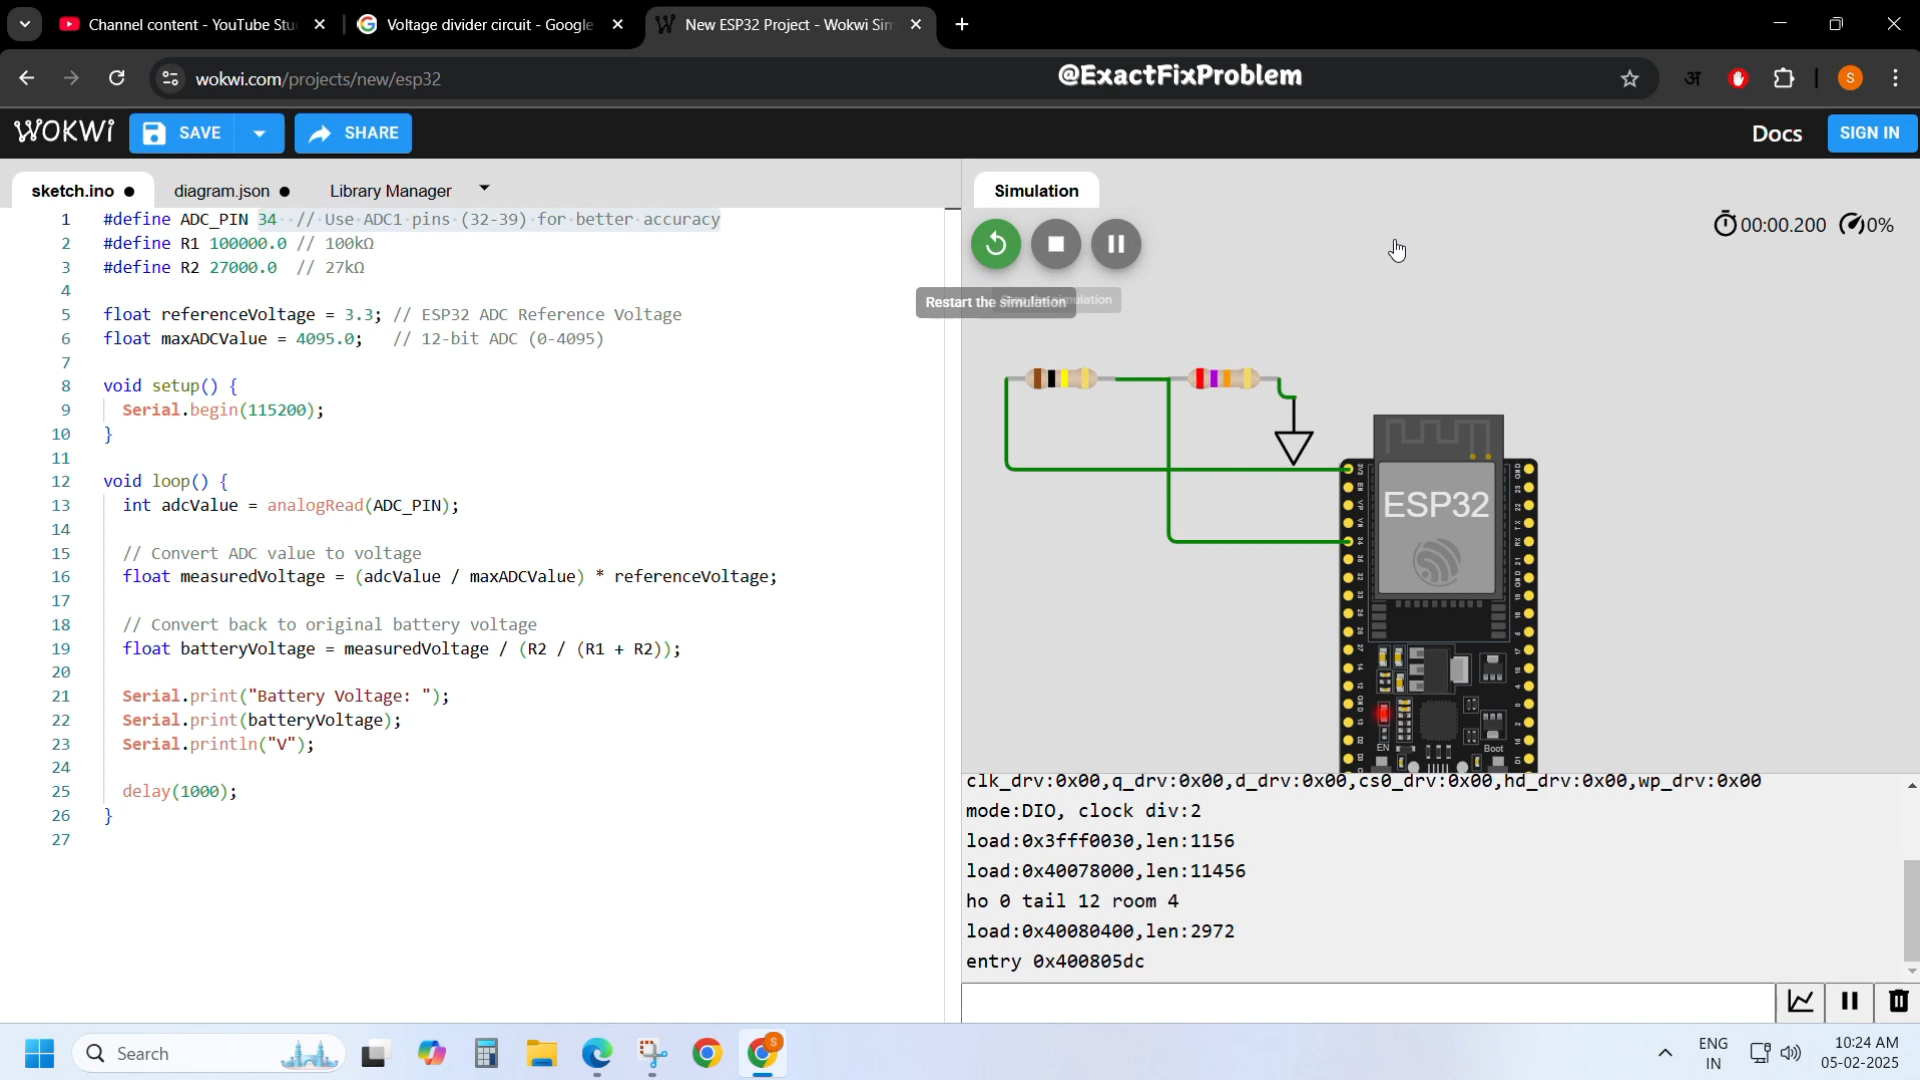 Channel content - YouTube Stu
Voltage divider circuit - Google
New ESP32 Project - Wokwi Sim
wokwi.com/projects/new/esp32
@ExactFixProblem
अ
S
WOKWI
SAVE
SHARE
Docs
SIGN IN
sketch.ino
diagram.json
Library Manager
1 #define ADC_PIN 34  // Use ADC1 pins (32-39) for better accuracy
2 #define R1 100000.0 // 100kΩ
3 #define R2 27000.0  // 27kΩ
4
5 float referenceVoltage = 3.3; // ESP32 ADC Reference Voltage
6 float maxADCValue = 4095.0;   // 12-bit ADC (0-4095)
7
8 void setup() {
9   Serial.begin(115200);
10 }
11
12 void loop() {
13   int adcValue = analogRead(ADC_PIN);
14
15   // Convert ADC value to voltage
16   float measuredVoltage = (adcValue / maxADCValue) * referenceVoltage;
17
18   // Convert back to original battery voltage
19   float batteryVoltage = measuredVoltage / (R2 / (R1 + R2));
20
21   Serial.print("Battery Voltage: ");
22   Serial.print(batteryVoltage);
23   Serial.println("V");
24
25   delay(1000);
26 }
27
Simulation
00:00.200
0%
Restart the simulation
ESP32
EN
Boot
clk_drv:0x00,q_drv:0x00,d_drv:0x00,cs0_drv:0x00,hd_drv:0x00,wp_drv:0x00
mode:DIO, clock div:2
load:0x3fff0030,len:1156
load:0x40078000,len:11456
ho 0 tail 12 room 4
load:0x40080400,len:2972
entry 0x400805dc
Search
S
ENG
IN
10:24 AM
05-02-2025